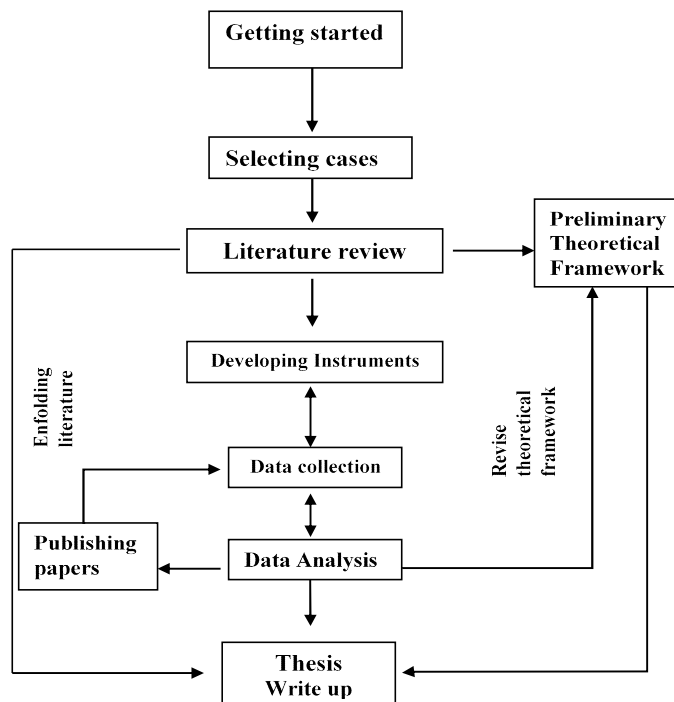 Getting started
Selecting cases
Literature review
Preliminary
Theoretical
Framework
Developing Instruments
Enfolding
literature
Revise
theoretical
framework
Data collection
Publishing
papers
Data Analysis
Thesis
Write up